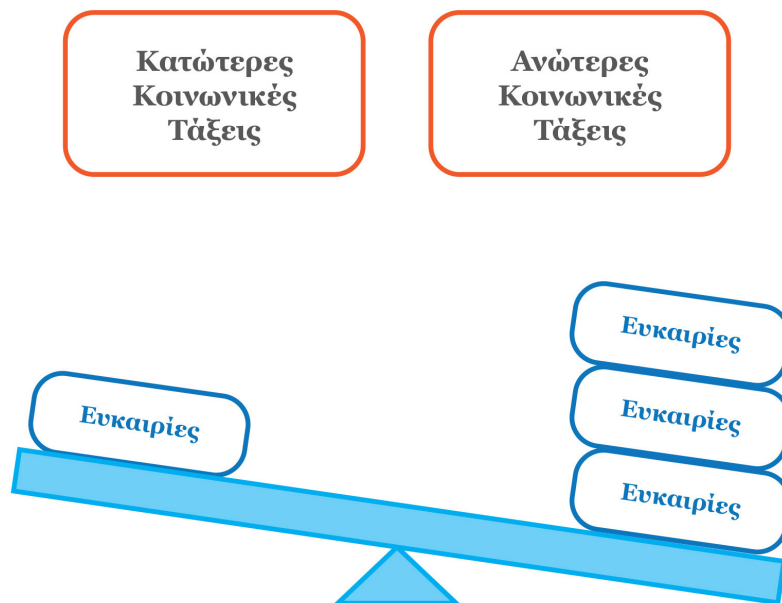 Κατώτερες
Κοινωνικές
Τάξεις
Ανώτερες
Κοινωνικές
Τάξεις
Ευκαιρίες
Ευκαιρίες
Ευκαιρίες
Ευκαιρίες